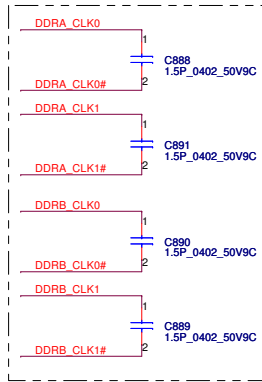 DDRA_CLK0
1
C888
1.5P_0402_50V9C
2
DDRA_CLK0#
DDRA_CLK1
1
C891
1.5P_0402_50V9C
2
DDRA_CLK1#
DDRB_CLK0
1
C890
1.5P_0402_50V9C
2
DDRB_CLK0#
DDRB_CLK1
1
C889
1.5P_0402_50V9C
2
DDRB_CLK1#